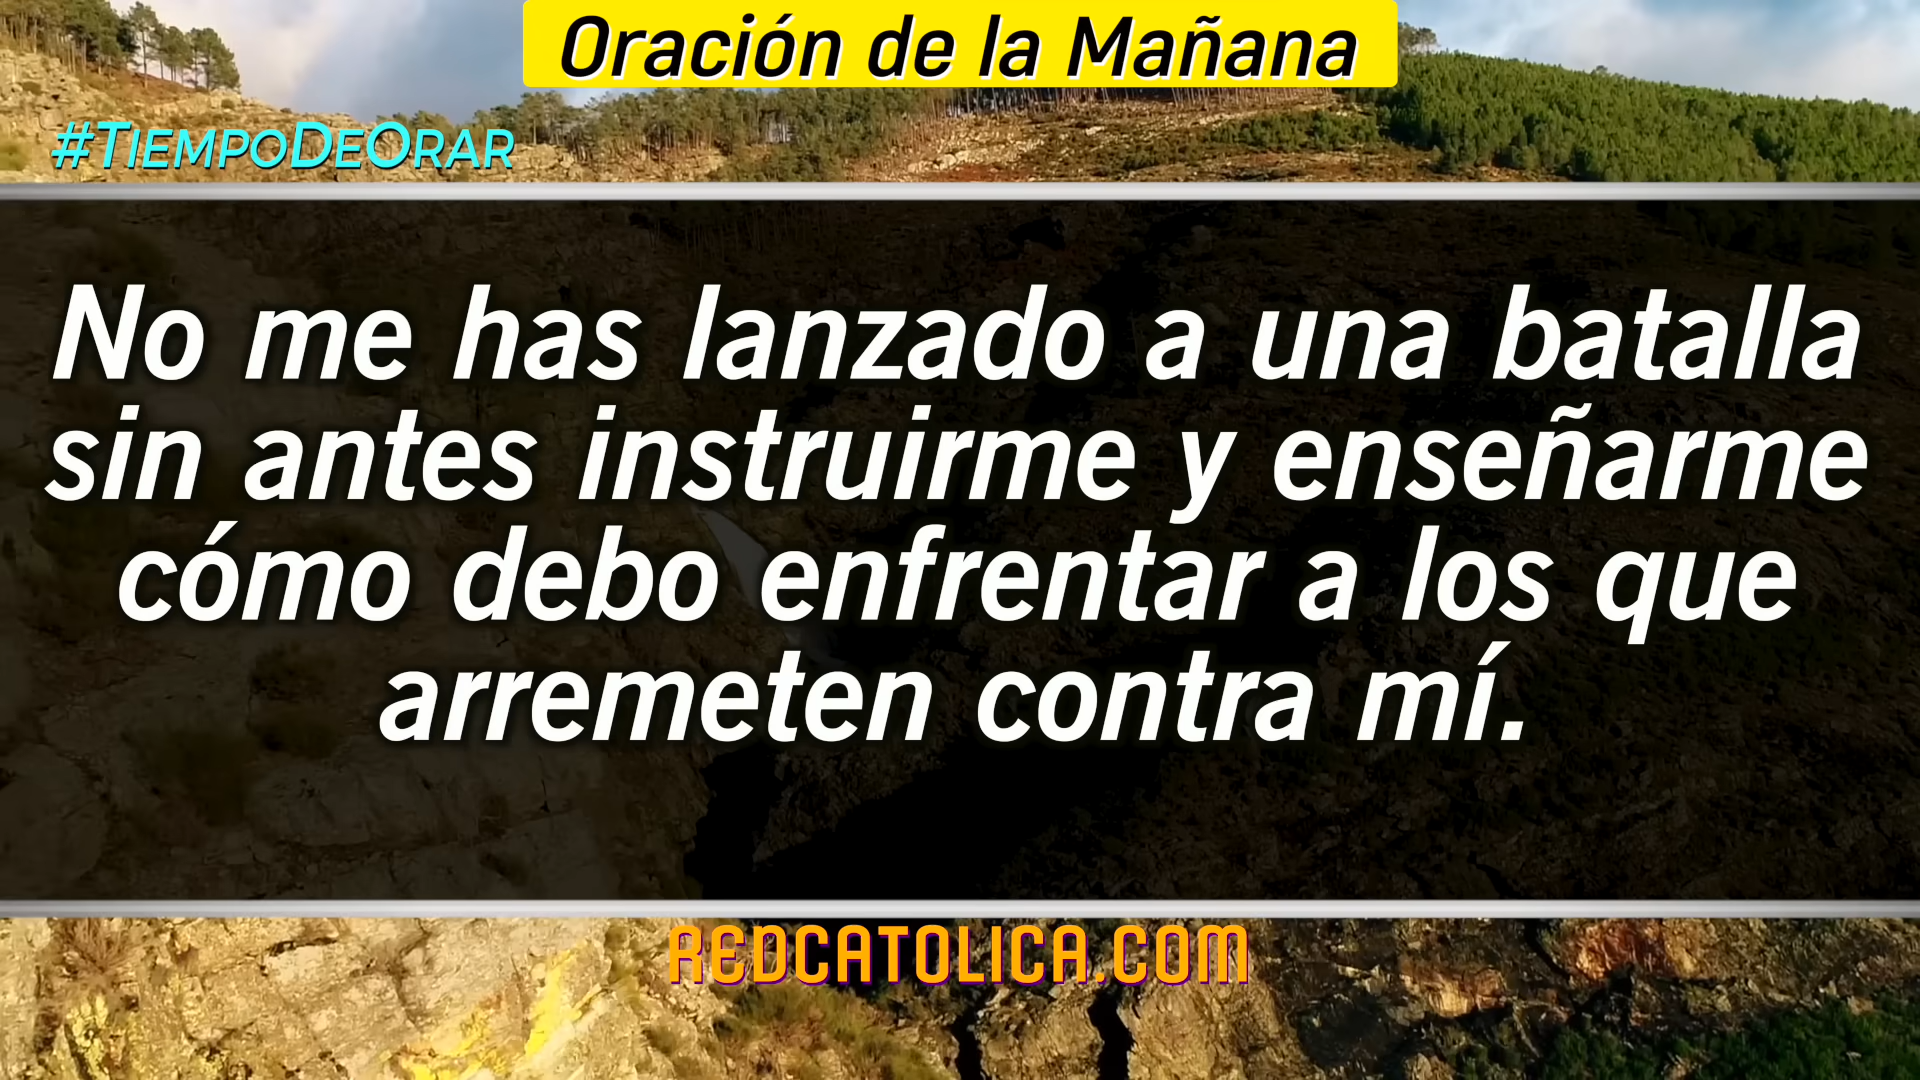 Oración de la Mañana
#TiempoDeOrar
No me has lanzado a una batalla
sin antes instruirme y enseñarme
cómo debo enfrentar a los que
arremeten contra mí.
REDCATOLICA.COM